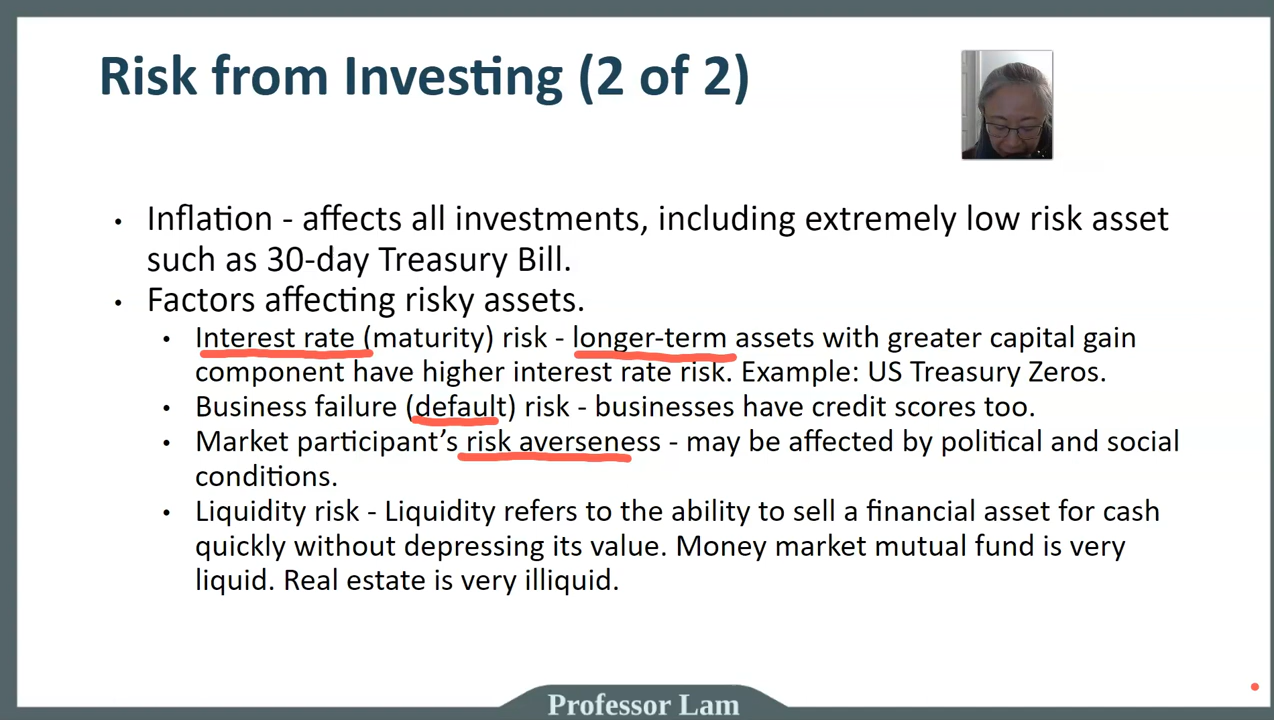 Risk from Investing (2 of 2)
• Inflation - affects all investments, including extremely low risk asset
such as 30-day Treasury Bill.
• Factors affecting risky assets.
• Interest rate (maturity) risk - longer-term assets with greater capital gain
component have higher interest rate risk. Example: US Treasury Zeros.
• Business failure (default) risk - businesses have credit scores too.
• Market participant’s risk averseness - may be affected by political and social
conditions.
• Liquidity risk - Liquidity refers to the ability to sell a financial asset for cash
quickly without depressing its value. Money market mutual fund is very
liquid. Real estate is very illiquid.
Professor Lam